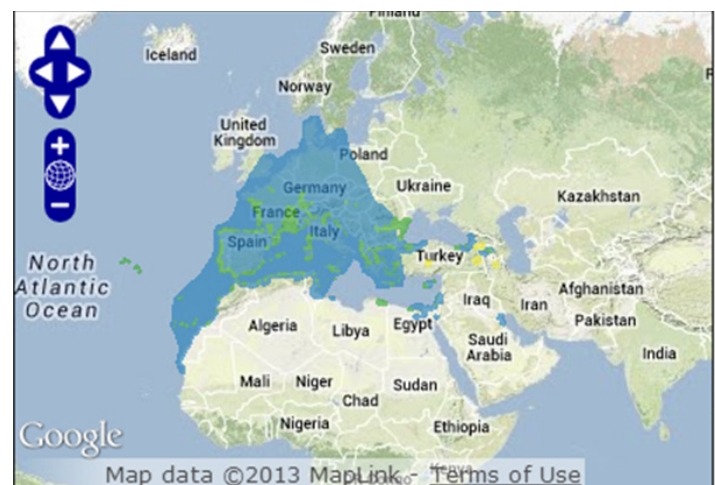 Finland
Iceland
Sweden
Norway
United
Kingdom
Poland
Germany
Ukraine
Kazakhstan
France
Italy
Spain
North
Atlantic
Ocean
Turkey
Afghanistan
Iraq
Iran
Pakistan
Algeria
Libya
Egypt
Saudi
Arabia
India
Mali
Niger
Chad
Sudan
Nigeria
Ethiopia
Google
Kenya
Map data ©2013 MapLink - Terms of Use